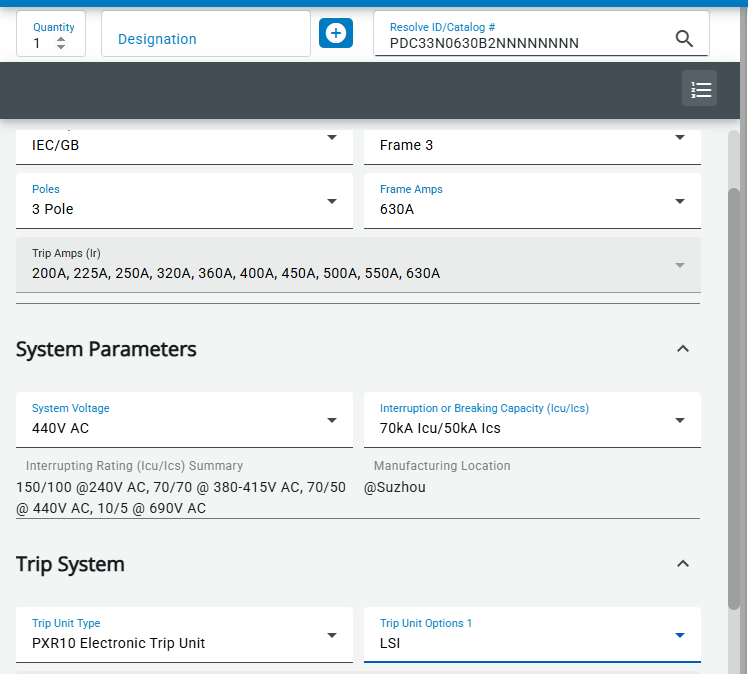 Quantity
1
Designation
Resolve ID/Catalog #
PDC33N0630B2NNNNNNNN
IEC/GB
Frame 3
Poles
3 Pole
Frame Amps
630A
Trip Amps (Ir)
200A, 225A, 250A, 320A, 360A, 400A, 450A, 500A, 550A, 630A
System Parameters
System Voltage
440V AC
Interruption or Breaking Capacity (Icu/Ics)
70kA Icu/50kA Ics
Interrupting Rating (Icu/Ics) Summary
150/100 @240V AC, 70/70 @ 380-415V AC, 70/50
@ 440V AC, 10/5 @ 690V AC
Manufacturing Location
@Suzhou
Trip System
Trip Unit Type
PXR10 Electronic Trip Unit
Trip Unit Options 1
LSI